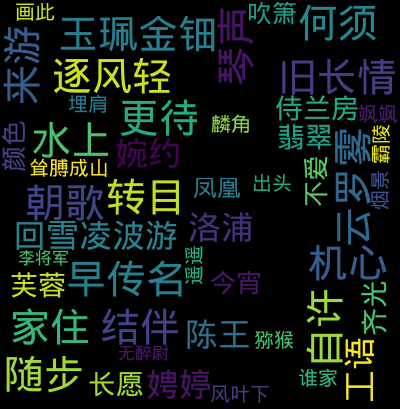 画此
吹箫
何须
玉珮金钿
琴声
来游
逐风轻
旧长情
埋肩
更待
麟角
侍兰房
飒飒
颜色
水上
婉约
翡翠
云罗雾
霸陵
耸膊成山
不爱
烟景
朝歌
转目
凤凰
出头
回雪凌波游
洛浦
李将军
遥遥
机心
芙蓉
早传名
今宵
自许
齐光
家住
结伴
陈王
猕猴
无醉尉
工语
随步
长愿
娉婷
风叶下
谁家